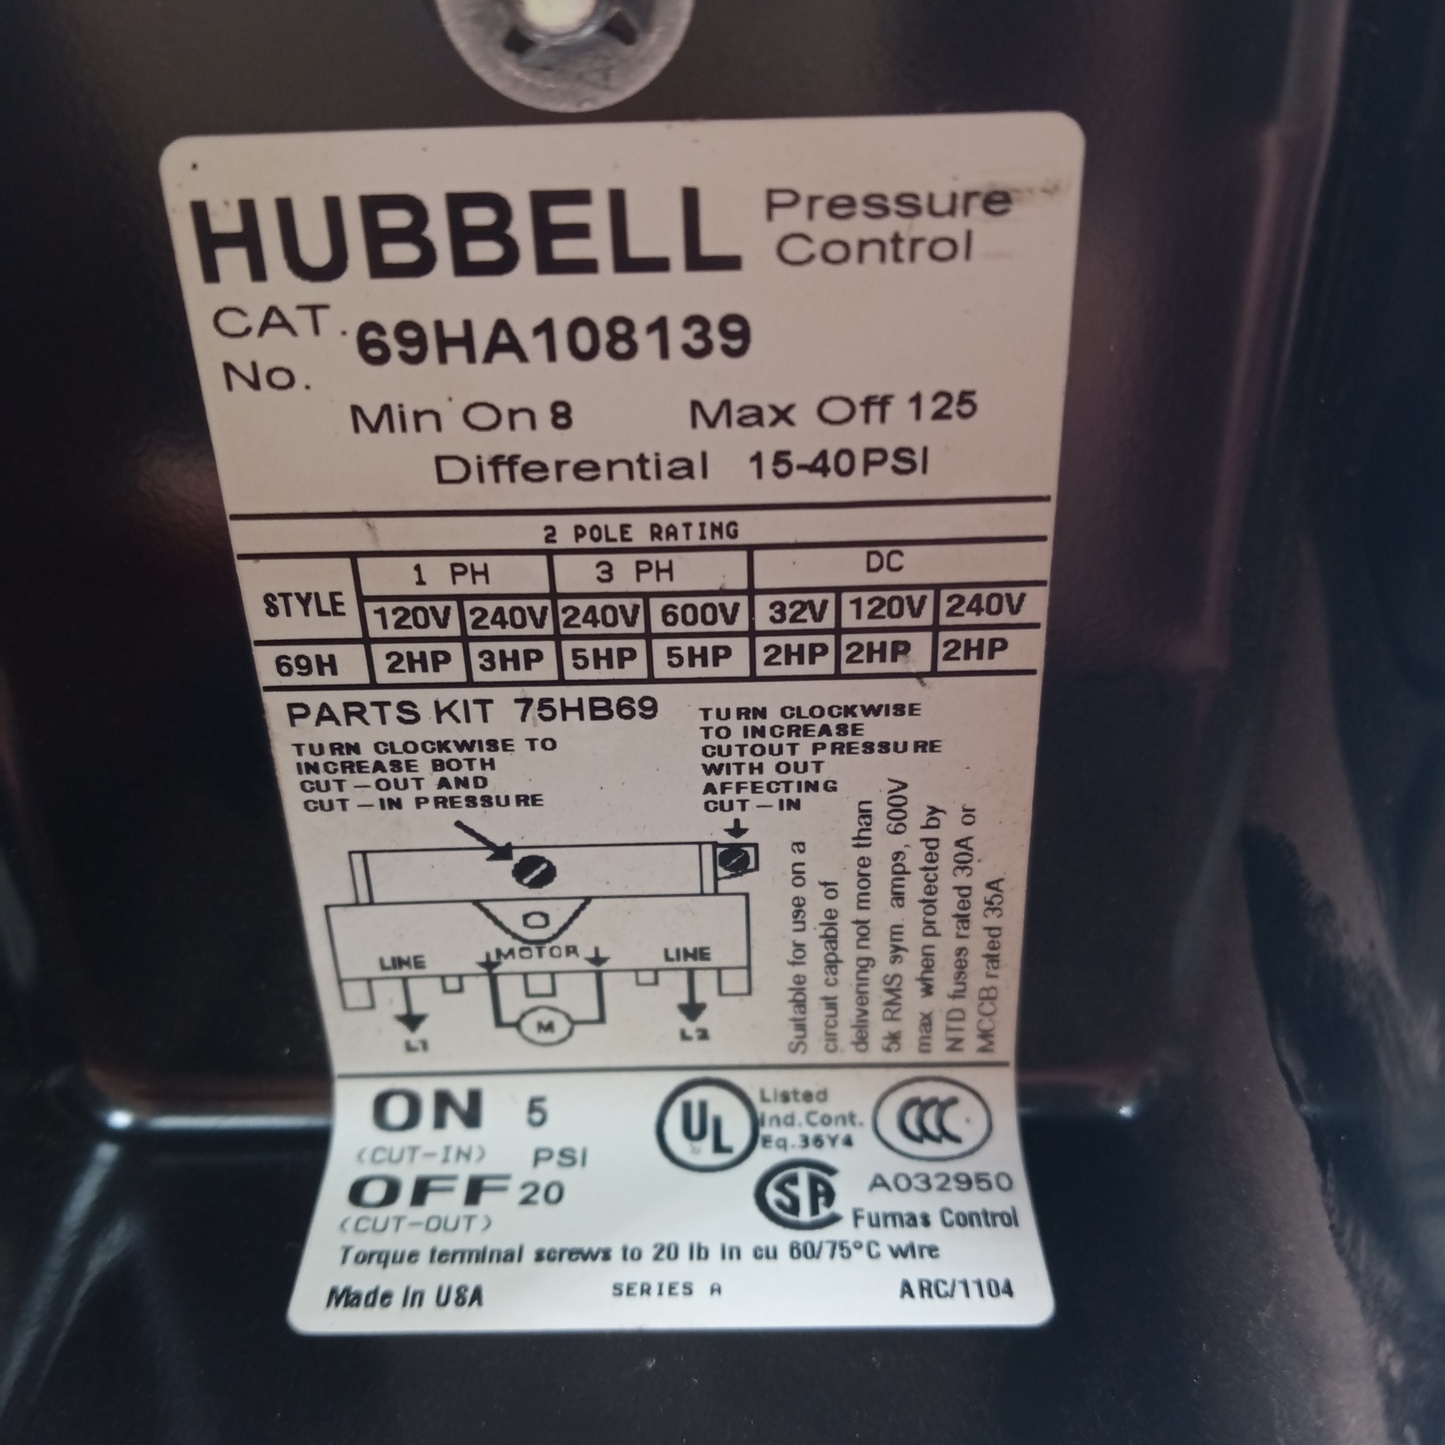 HUBBELL Pressure
Control
CAT.
No. 69HA108139
Min On 8 Max Off 125
Differential 15-40PSI
2 POLE RATING
STYLE 1 PH 3 PH DC
120V 240V 240V 600V 32V 120V 240V
69H 2HP 3HP 5HP 5HP 2HP 2HP 2HP
PARTS KIT 75HB69
TURN CLOCKWISE TO
INCREASE BOTH
CUT-OUT AND
CUT-IN PRESSURE
TURN CLOCKWISE
TO INCREASE
CUTOUT PRESSURE
WITH OUT
AFFECTING
CUT-IN
LINE MOTOR LINE
L1 M L2
Suitable for use on a
circuit capable of
delivering not more than
5k RMS sym. amps, 600V
max when protected by
NTD fuses rated 30A or
MCCB rated 35A
ON 5
(CUT-IN) PSI
OFF 20
(CUT-OUT)
UL Listed
Ind.Cont.
Eq.36Y4
CCC
SA A032950
Furnas Control
Torque terminal screws to 20 lb in cu 60/75°C wire
Made in USA SERIES A ARC/1104